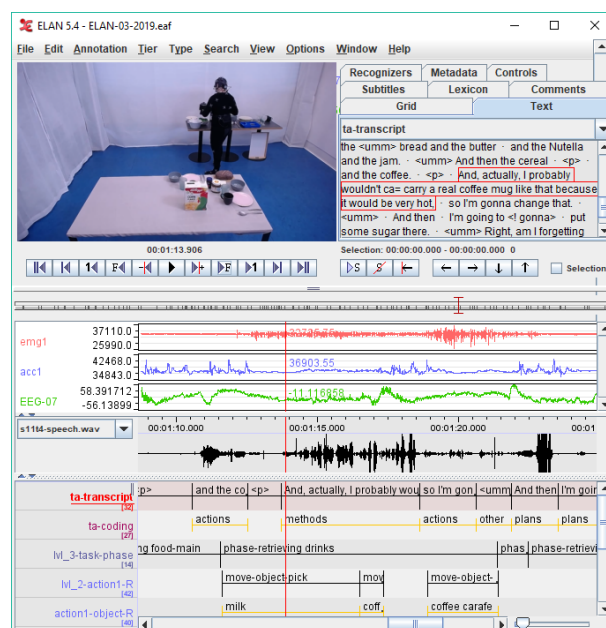 ELAN 5.4 - ELAN-03-2019.eaf
File Edit Annotation Tier Type Search View Options Window Help
Recognizers Metadata Controls
Subtitles Lexicon Comments
Grid Text
ta-transcript
the <umm> bread and the butter · and the Nutella
and the jam. · <umm> And then the cereal · <p> ·
and the coffee. · <p> · And, actually, I probably
wouldn't ca= carry a real coffee mug like that because
it would be very hot, · so I'm gonna change that. ·
<umm> · And then · I'm going to <! gonna> · put
some sugar there. · <umm> Right, am I forgetting
00:01:13.906
Selection: 00:00:00.000 - 00:00:00.000 0
Selection
emg1
37110.0
25990.0
acc1
42468.0
34843.0
36903.55
EEG-07
58.391712
-56.13899
-11.116858
s11t4-speech.wav
00:01:10.000 00:01:15.000 00:01:20.000 00:01
ta-transcript
[32]
p> and the co <p> And, actually, I probably wou so I'm gon <umm And then I'm goir
ta-coding
[27]
actions methods actions other plans plans
lvl_3-task-phase
[14]
ng food-main phase-retrieving drinks phas. phase-retrievi
lvl_2-action1-R
[42]
move-object-pick mov move-object-
action1-object-R
[40]
milk coff. coffee carafe